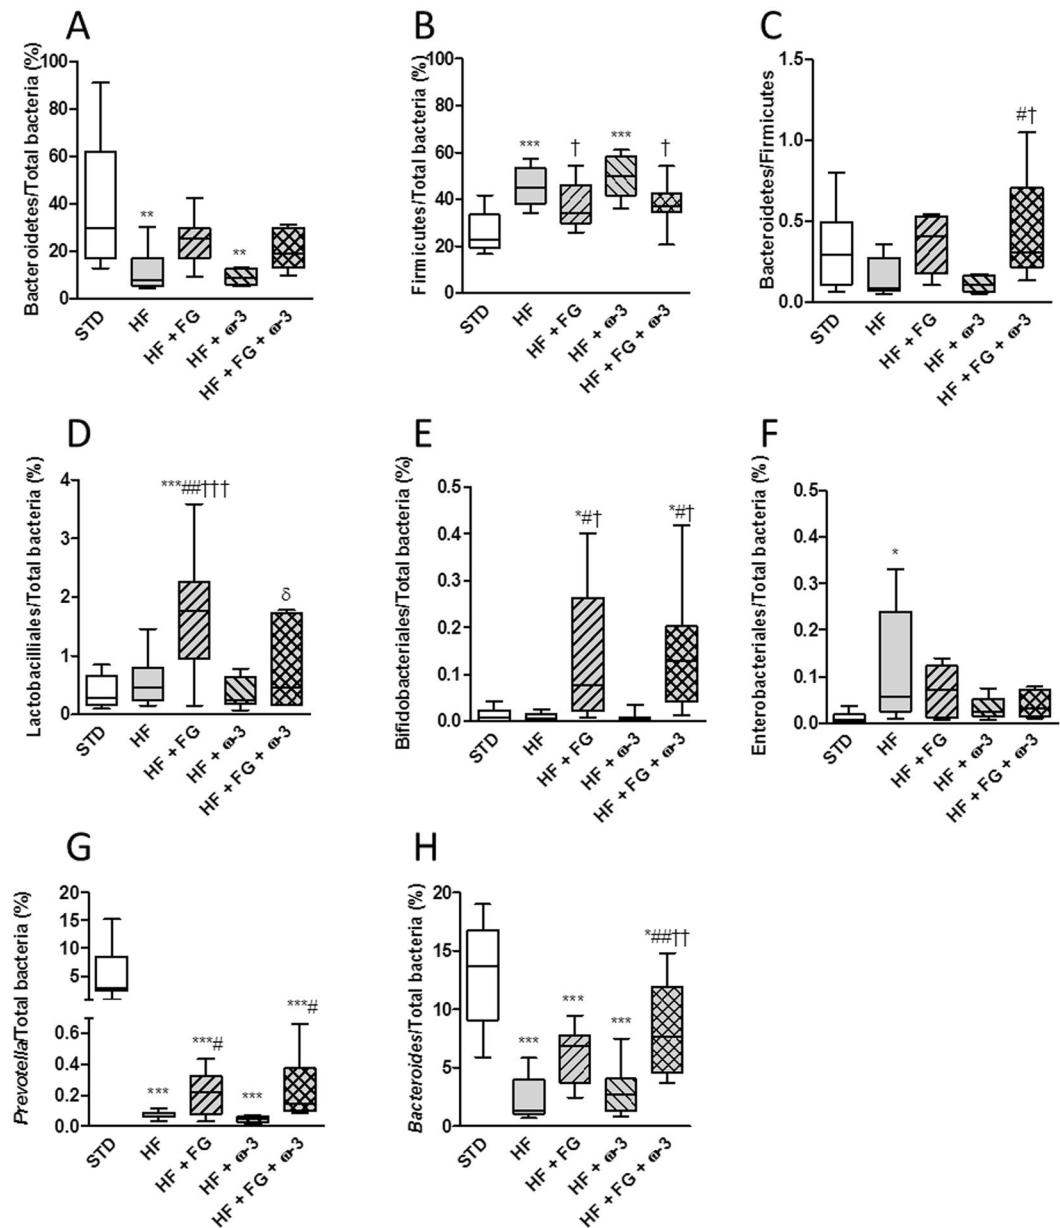 A
Bacteroidetes/Total bacteria (%)
100
80
60
40
20
0
**
**
STD
HF
HF + FG
HF + ω-3
HF + FG + ω-3
B
Firmicutes/Total bacteria (%)
100
80
60
40
20
0
***
†
***
†
STD
HF
HF + FG
HF + ω-3
HF + FG + ω-3
C
Bacteroidetes/Firmicutes
1.5
1.0
0.5
0.0
#†
STD
HF
HF + FG
HF + ω-3
HF + FG + ω-3
D
Lactobacilliales/Total bacteria (%)
4
3
2
1
0
***##†††
δ
STD
HF
HF + FG
HF + ω-3
HF + FG + ω-3
E
Bifidobacteriales/Total bacteria (%)
0.5
0.4
0.3
0.2
0.1
0.0
*#†
*#†
STD
HF
HF + FG
HF + ω-3
HF + FG + ω-3
F
Enterobacteriales/Total bacteria (%)
0.5
0.4
0.3
0.2
0.1
0.0
*
STD
HF
HF + FG
HF + ω-3
HF + FG + ω-3
G
Prevotella/Total bacteria (%)
20
15
10
5
0.6
0.4
0.2
0.0
***
***#
***
***#
STD
HF
HF + FG
HF + ω-3
HF + FG + ω-3
H
Bacteroides/Total bacteria (%)
20
15
10
5
0
***
***
***
*##††
STD
HF
HF + FG
HF + ω-3
HF + FG + ω-3